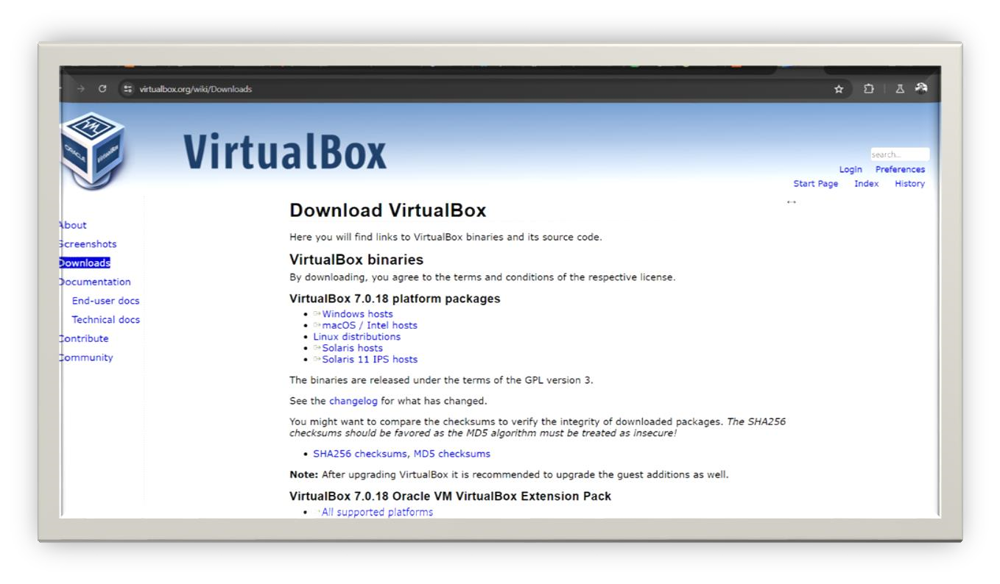 virtualbox.org/wiki/Downloads
ORACLE
VirtualBox
VirtualBox
search...
Login Preferences
Start Page Index History
About
Screenshots
Downloads
Documentation
End-user docs
Technical docs
Contribute
Community
Download VirtualBox
Here you will find links to VirtualBox binaries and its source code.
VirtualBox binaries
By downloading, you agree to the terms and conditions of the respective license.
VirtualBox 7.0.18 platform packages
Windows hosts
macOS / Intel hosts
Linux distributions
Solaris hosts
Solaris 11 IPS hosts
The binaries are released under the terms of the GPL version 3.
See the changelog for what has changed.
You might want to compare the checksums to verify the integrity of downloaded packages. The SHA256
checksums should be favored as the MD5 algorithm must be treated as insecure!
SHA256 checksums, MD5 checksums
Note: After upgrading VirtualBox it is recommended to upgrade the guest additions as well.
VirtualBox 7.0.18 Oracle VM VirtualBox Extension Pack
All supported platforms